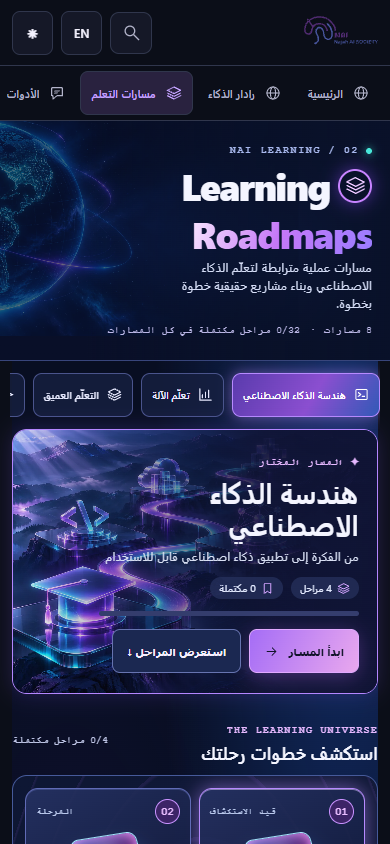 EN
NAI
Najah AI SOCIETY
الرئيسية
رادار الذكاء
مسارات التعلم
الأدوات
NAI LEARNING / 02
Learning
Roadmaps
مسارات عملية مترابطة لتعلّم الذكاء
الاصطناعي وبناء مشاريع حقيقية خطوة
بخطوة.
8 مسارات · 0/32 مراحل مكتملة في كل المسارات
هندسة الذكاء الاصطناعي
تعلّم الآلة
التعلّم العميق
المسار المختار
هندسة الذكاء
الاصطناعي
من الفكرة إلى تطبيق ذكاء اصطناعي قابل للاستخدام
4 مراحل
0 مكتملة
ابدأ المسار →
استعرض المراحل ↓
THE LEARNING UNIVERSE
استكشف خطوات رحلتك
0/4 مراحل مكتملة
01
قيد الاستكشاف
02
المرحلة